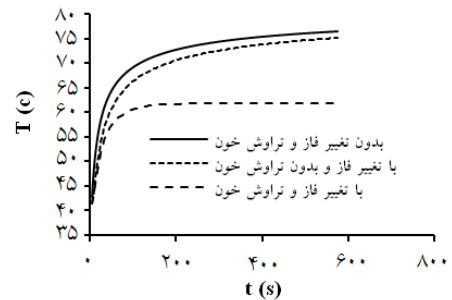 ۸۰
۷۵
۷۰
۶۵
۶۰
۵۵
۵۰
۴۵
۴۰
۳۵
T (c)
بدون تغییر فاز و تراوش خون
با تغییر فاز و بدون تراوش خون
با تغییر فاز و تراوش خون
۰ ۲۰۰ ۴۰۰ ۶۰۰ ۸۰۰
t (s)